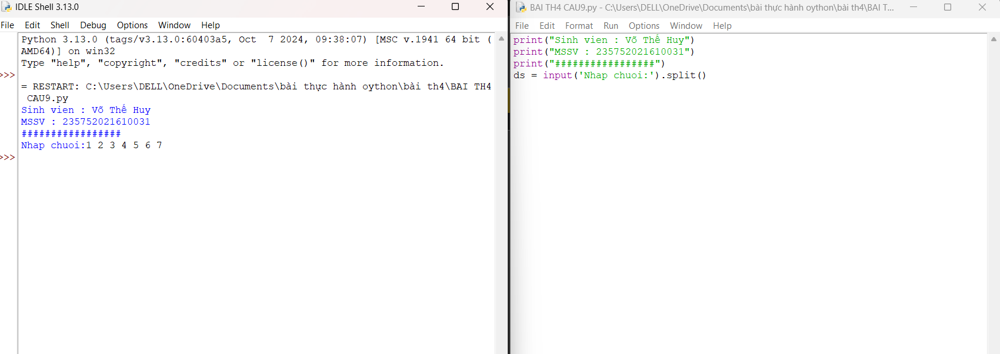 IDLE Shell 3.13.0
File Edit Shell Debug Options Window Help
Python 3.13.0 (tags/v3.13.0:60403a5, Oct  7 2024, 09:38:07) [MSC v.1941 64 bit (
AMD64)] on win32
Type "help", "copyright", "credits" or "license()" for more information.
>>>
= RESTART: C:\Users\DELL\OneDrive\Documents\bài thực hành oython\bài th4\BAI TH4
CAU9.py
Sinh vien : Võ Thế Huy
MSSV : 235752021610031
#################
Nhap chuoi:1 2 3 4 5 6 7
>>>
BAI TH4 CAU9.py - C:\Users\DELL\OneDrive\Documents\bài thực hành oython\bài th4\BAI T...
File Edit Format Run Options Window Help
print("Sinh vien : Võ Thế Huy")
print("MSSV : 235752021610031")
print("#################")
ds = input('Nhap chuoi:').split()